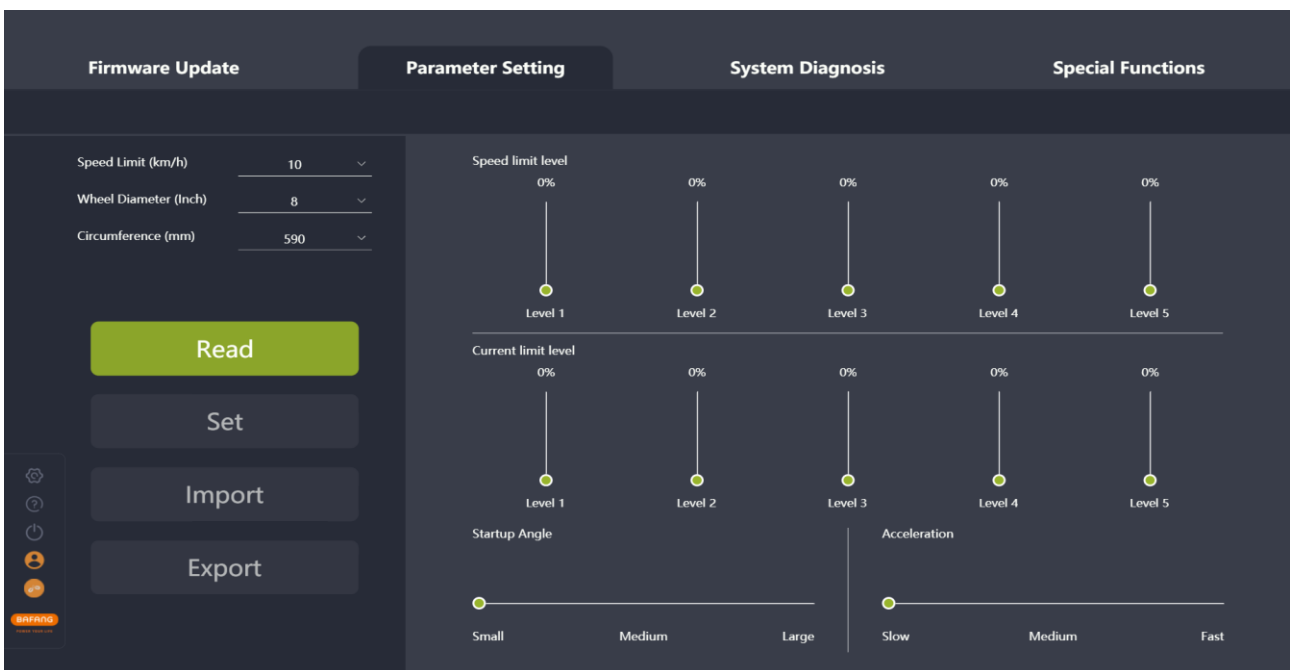 Firmware Update Parameter Setting System Diagnosis Special Functions
Speed Limit (km/h) 10
Wheel Diameter (Inch) 8
Circumference (mm) 590
Read
Set
Import
Export
BAFANG
Speed limit level
0% 0% 0% 0% 0%
Level 1 Level 2 Level 3 Level 4 Level 5
Current limit level
0% 0% 0% 0% 0%
Level 1 Level 2 Level 3 Level 4 Level 5
Startup Angle
Small Medium Large
Acceleration
Slow Medium Fast